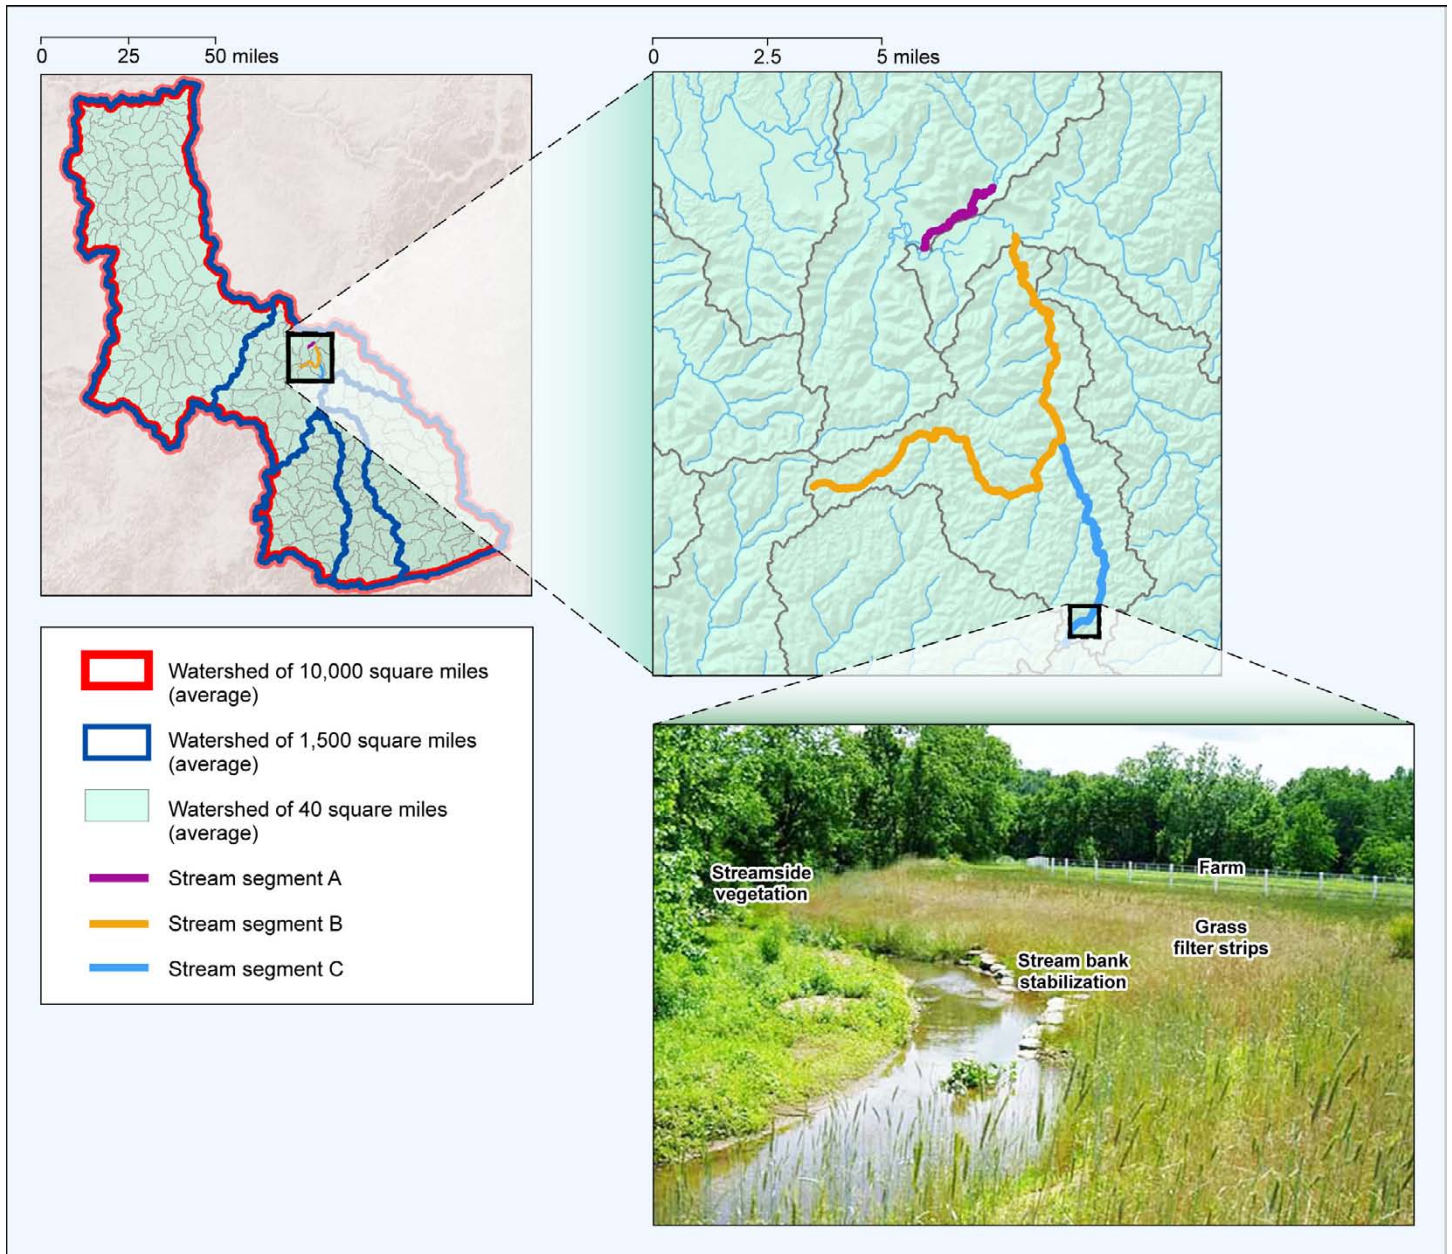 0 25 50 miles
0 2.5 5 miles
Watershed of 10,000 square miles
(average)
Watershed of 1,500 square miles
(average)
Watershed of 40 square miles
(average)
Stream segment A
Stream segment B
Stream segment C
Streamside
vegetation
Farm
Grass
filter strips
Stream bank
stabilization